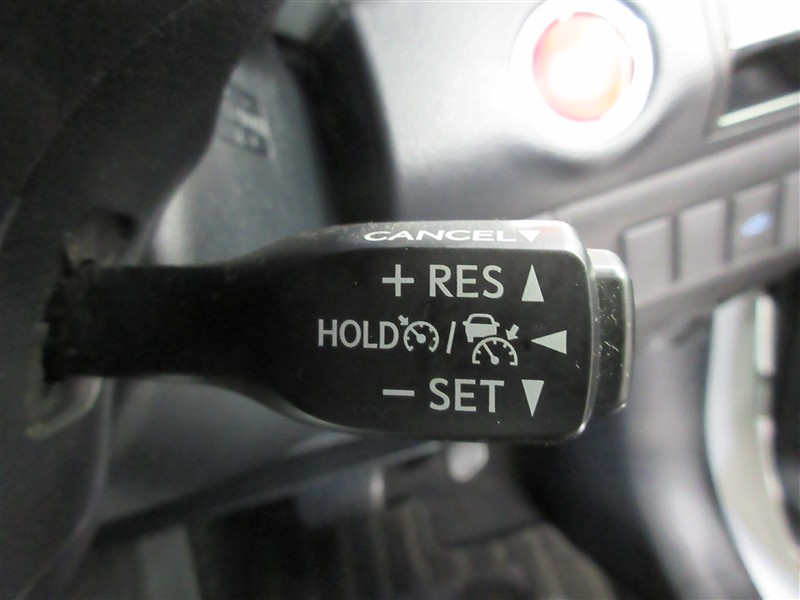 CANCEL▼
+ RES ▲
HOLD / ◀
− SET ▼